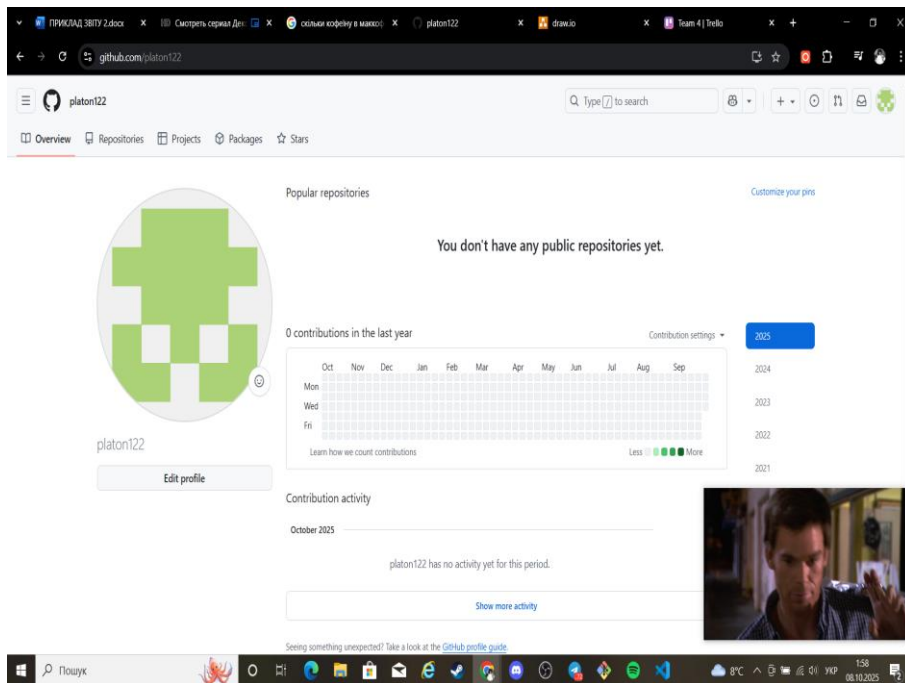 ПРИКЛАД ЗВІТУ 2.docx
Смотреть сериал Дек
скільки кофеїну в маккоф
platon122
draw.io
Team 4 | Trello
github.com/platon122
platon122
Type / to search
Overview
Repositories
Projects
Packages
Stars
Popular repositories
Customize your pins
You don't have any public repositories yet.
0 contributions in the last year
Contribution settings
2025
2024
2023
2022
2021
Oct Nov Dec Jan Feb Mar Apr May Jun Jul Aug Sep
Mon
Wed
Fri
Learn how we count contributions
Less
More
platon122
Edit profile
Contribution activity
October 2025
platon122 has no activity yet for this period.
Show more activity
Seeing something unexpected? Take a look at the GitHub profile guide.
Пошук
8°C
УКР
1:58
08.10.2025